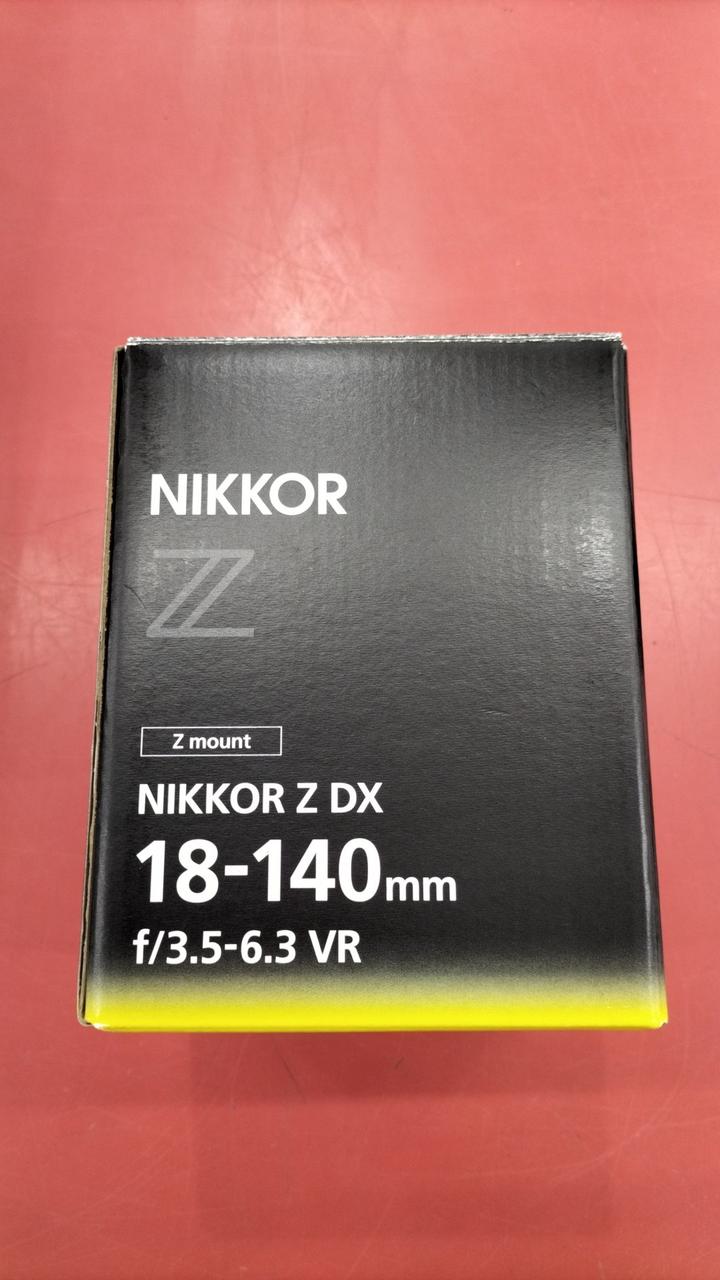 NIKKOR
Z
Z mount
NIKKOR Z DX
18-140mm
f/3.5-6.3 VR